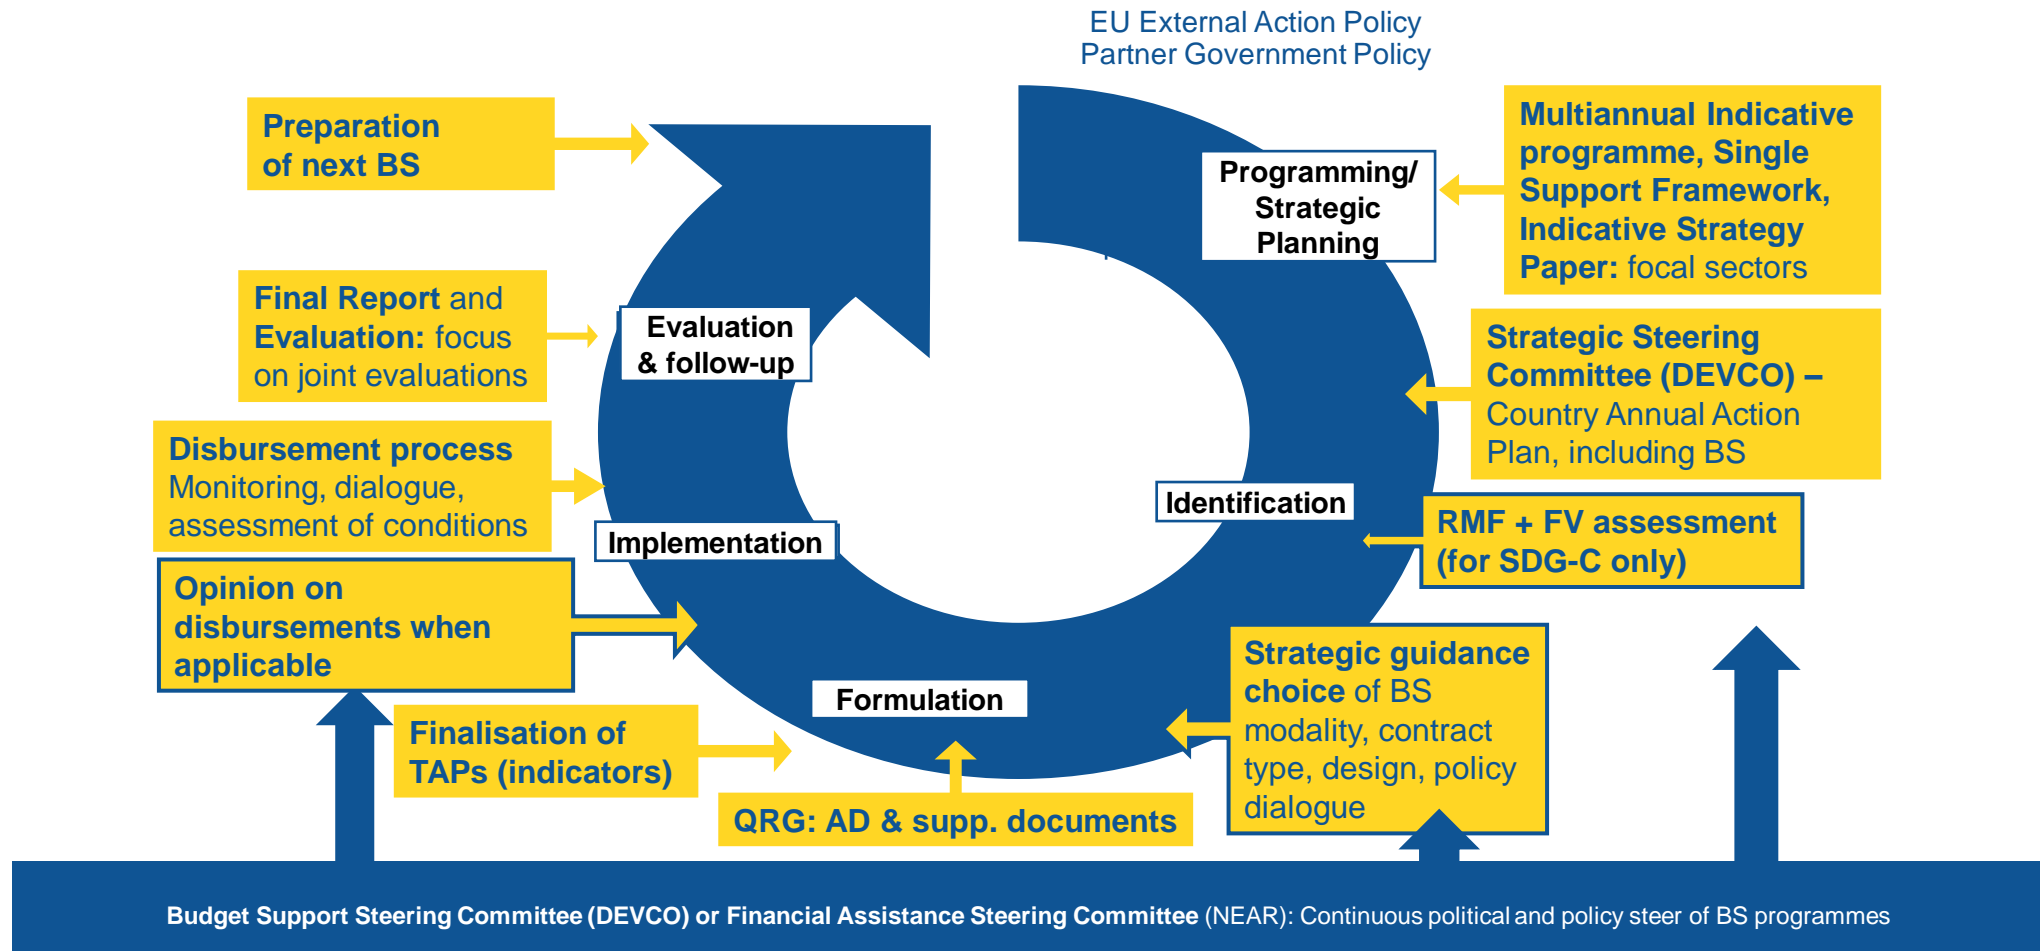 EU External Action Policy
Partner Government Policy
Preparation
of next BS
Programming/
Strategic
Planning
Multiannual Indicative
programme, Single
Support Framework,
Indicative Strategy
Paper: focal sectors
Final Report and
Evaluation: focus
on joint evaluations
Evaluation
& follow-up
Strategic Steering
Committee (DEVCO) –
Country Annual Action
Plan, including BS
Disbursement process
Monitoring, dialogue,
assessment of conditions
Identification
RMF + FV assessment
(for SDG-C only)
Implementation
Opinion on
disbursements when
applicable
Strategic guidance
choice of BS
modality, contract
type, design, policy
dialogue
Formulation
Finalisation of
TAPs (indicators)
QRG: AD & supp. documents
Budget Support Steering Committee (DEVCO) or Financial Assistance Steering Committee (NEAR): Continuous political and policy steer of BS programmes